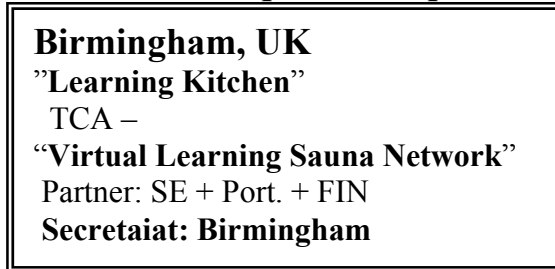 Birmingham, UK
”Learning Kitchen”
TCA –
“Virtual Learning Sauna Network”
Partner: SE + Port. + FIN
Secretaiat: Birmingham